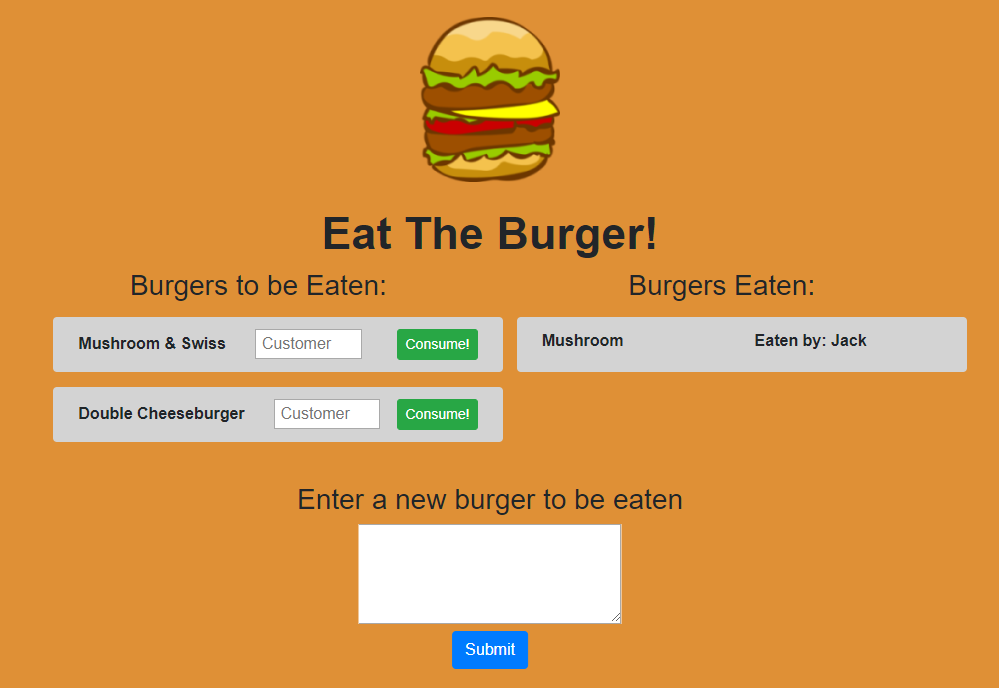 Eat The Burger!
Burgers to be Eaten:
Mushroom & Swiss Customer Consume!
Double Cheeseburger Customer Consume!
Burgers Eaten:
Mushroom Eaten by: Jack
Enter a new burger to be eaten
Submit